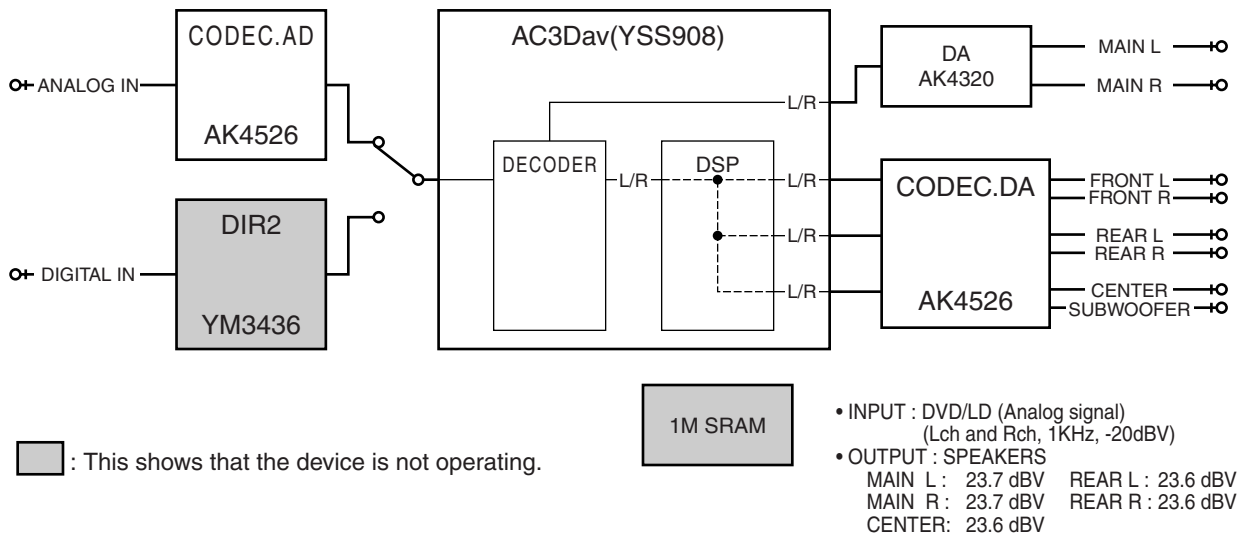 CODEC.AD
AK4526
ANALOG IN
DIR2
YM3436
DIGITAL IN
AC3Dav(YSS908)
DECODER
L/R
DSP
L/R
L/R
L/R
L/R
DA
AK4320
MAIN L
MAIN R
CODEC.DA
AK4526
FRONT L
FRONT R
REAR L
REAR R
CENTER
SUBWOOFER
1M SRAM
: This shows that the device is not operating.
• INPUT : DVD/LD (Analog signal)
(Lch and Rch, 1KHz, -20dBV)
• OUTPUT : SPEAKERS
MAIN L : 23.7 dBV REAR L : 23.6 dBV
MAIN R : 23.7 dBV REAR R : 23.6 dBV
CENTER: 23.6 dBV